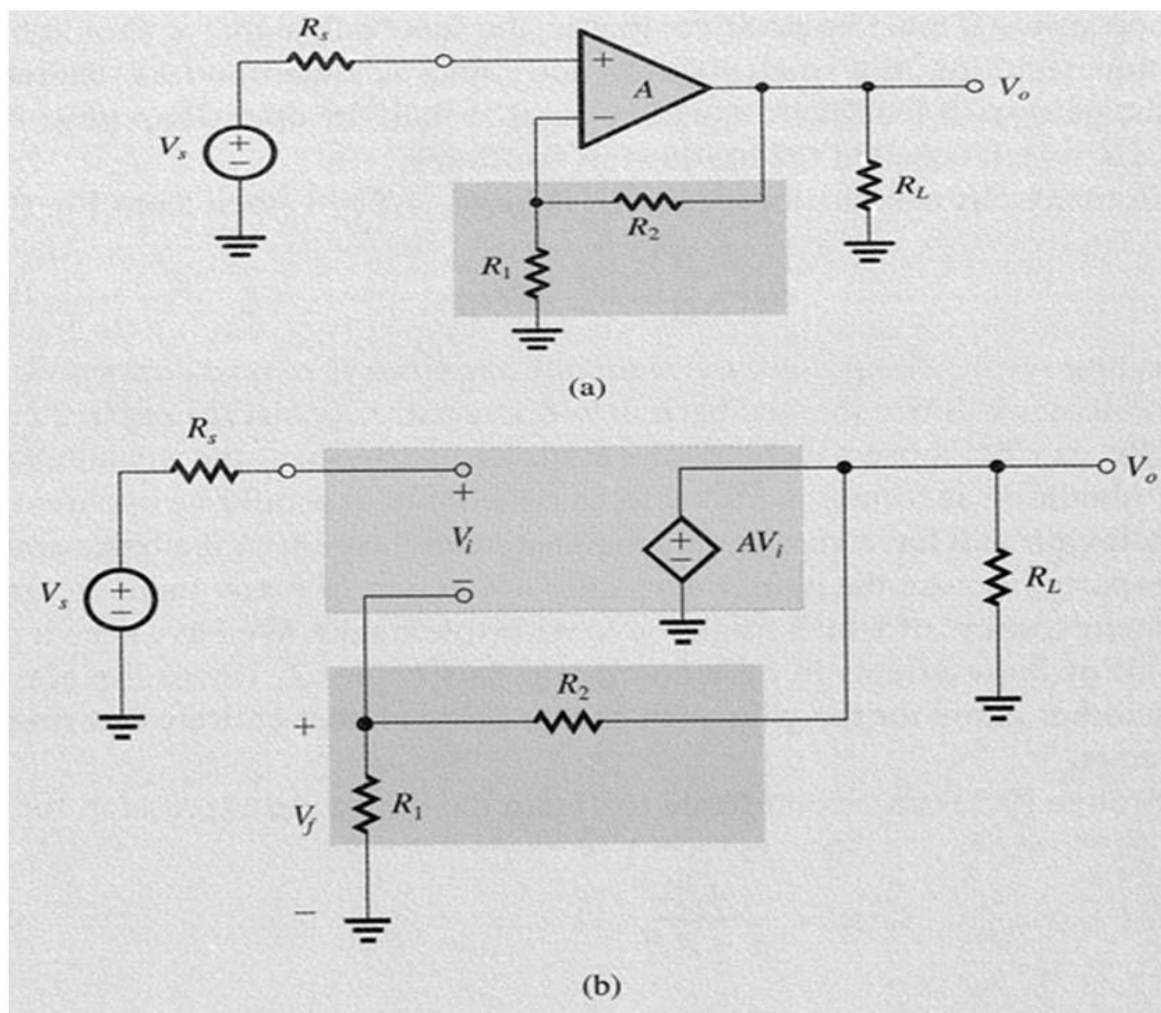 R_s
+
A
V_o
V_s
+
−
−
R_L
R_2
R_1
(a)
R_s
V_o
+
V_i
+
−
AV_i
V_s
+
−
−
R_L
R_2
+
V_f
R_1
−
(b)